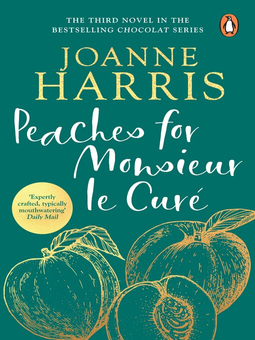 THE THIRD NOVEL IN THE
BESTSELLING CHOCOLAT SERIES
JOANNE
HARRIS
Peaches for
Monsieur
le Curé
'Expertly
crafted, typically
mouthwatering'
Daily Mail